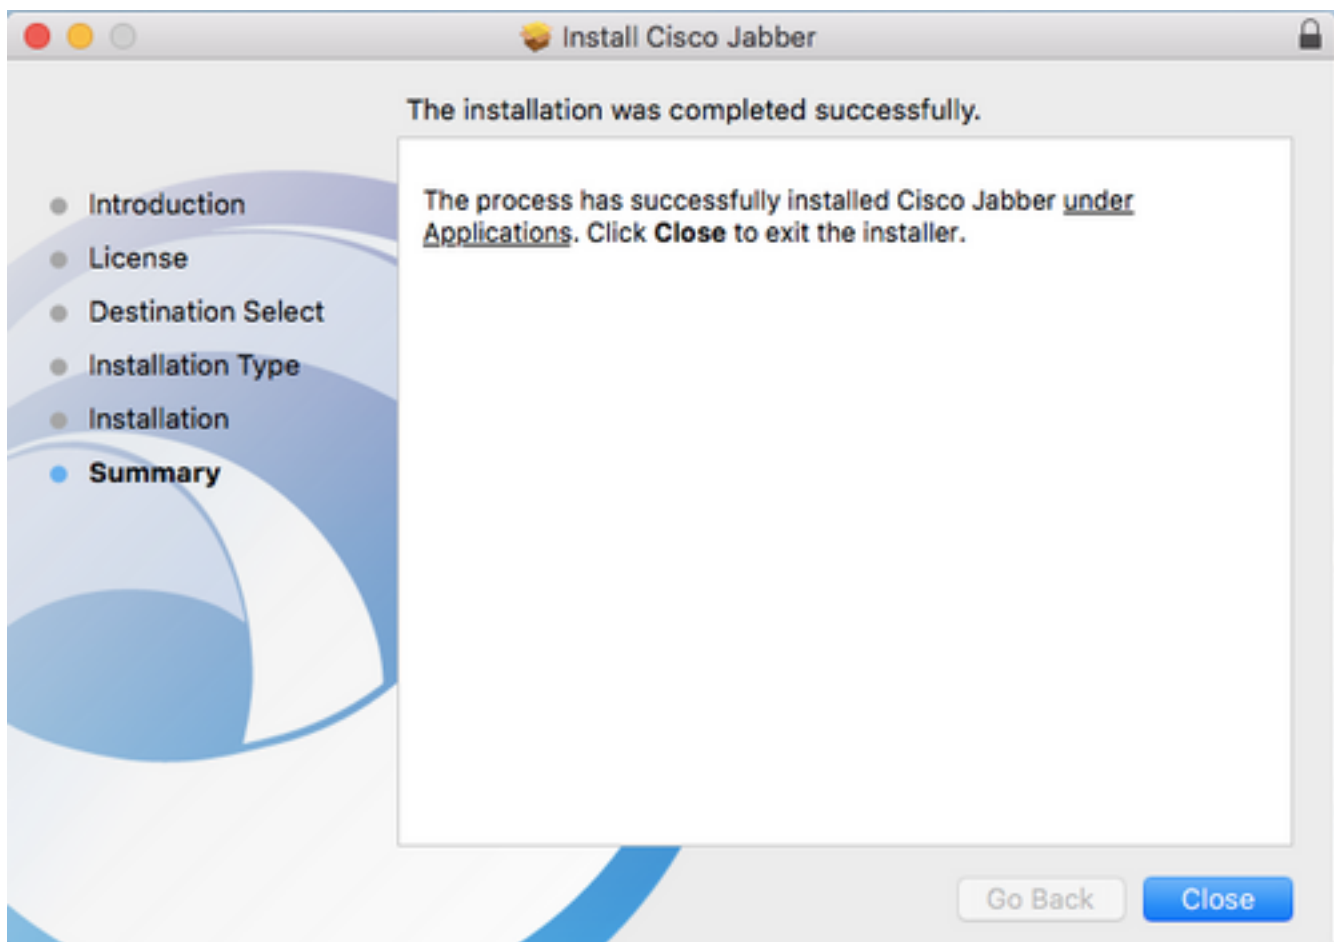 Install Cisco Jabber
The installation was completed successfully.
Introduction
License
Destination Select
Installation Type
Installation
Summary
The process has successfully installed Cisco Jabber under
Applications. Click Close to exit the installer.
Go Back
Close